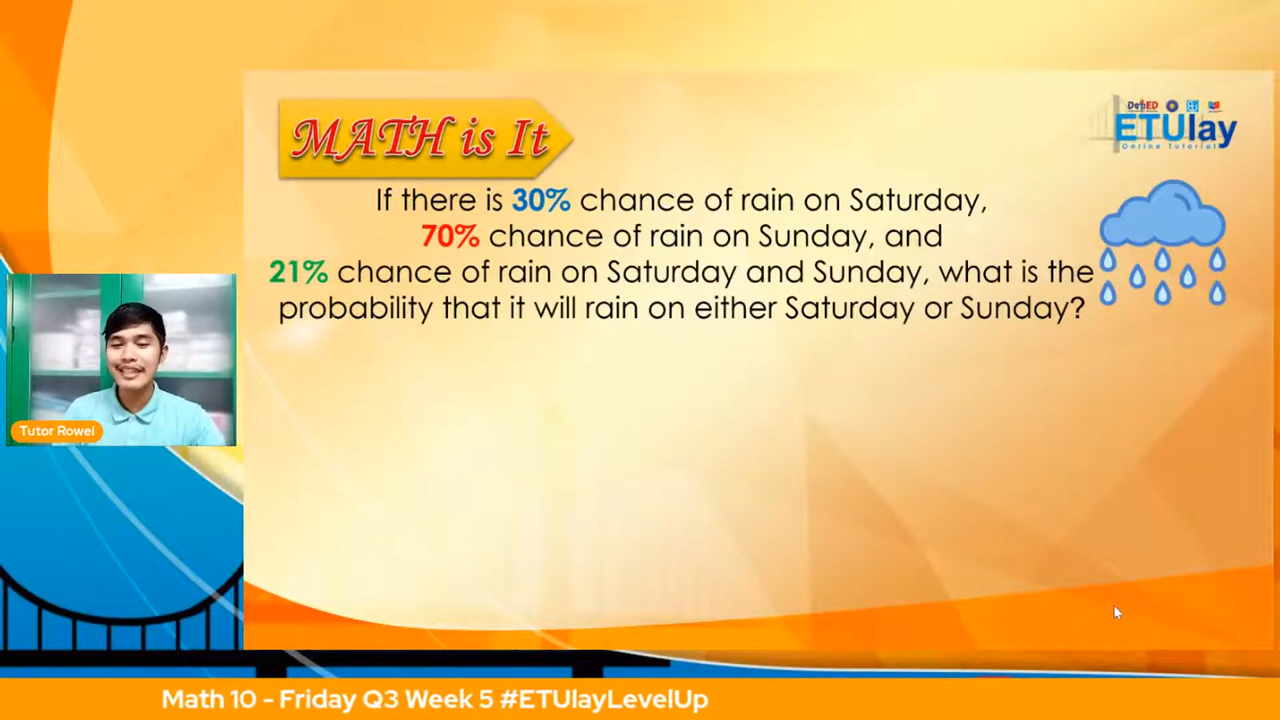 MATH is It
DepED
ETUlay
Online Tutorial
If there is 30% chance of rain on Saturday,
70% chance of rain on Sunday, and
21% chance of rain on Saturday and Sunday, what is the
probability that it will rain on either Saturday or Sunday?
Tutor Rowel
Math 10 - Friday Q3 Week 5 #ETUlayLevelUp